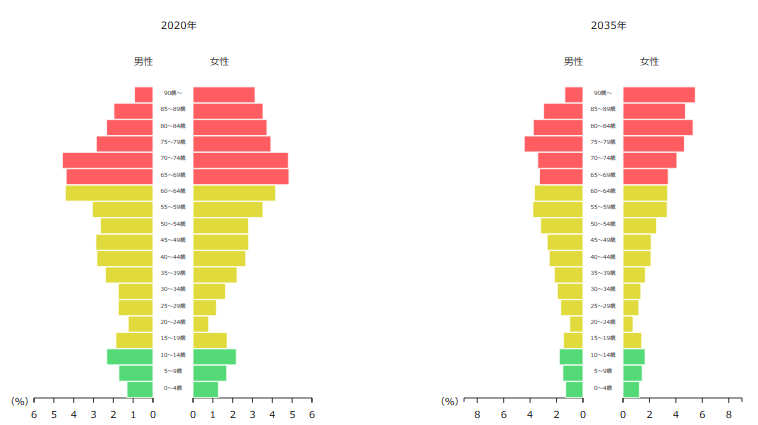 2020年
男性 女性
90歳～
85～89歳
80～84歳
75～79歳
70～74歳
65～69歳
60～64歳
55～59歳
50～54歳
45～49歳
40～44歳
35～39歳
30～34歳
25～29歳
20～24歳
15～19歳
10～14歳
5～9歳
0～4歳
(%)
6 5 4 3 2 1 0 0 1 2 3 4 5 6
2035年
男性 女性
90歳～
85～89歳
80～84歳
75～79歳
70～74歳
65～69歳
60～64歳
55～59歳
50～54歳
45～49歳
40～44歳
35～39歳
30～34歳
25～29歳
20～24歳
15～19歳
10～14歳
5～9歳
0～4歳
(%)
8 6 4 2 0 0 2 4 6 8